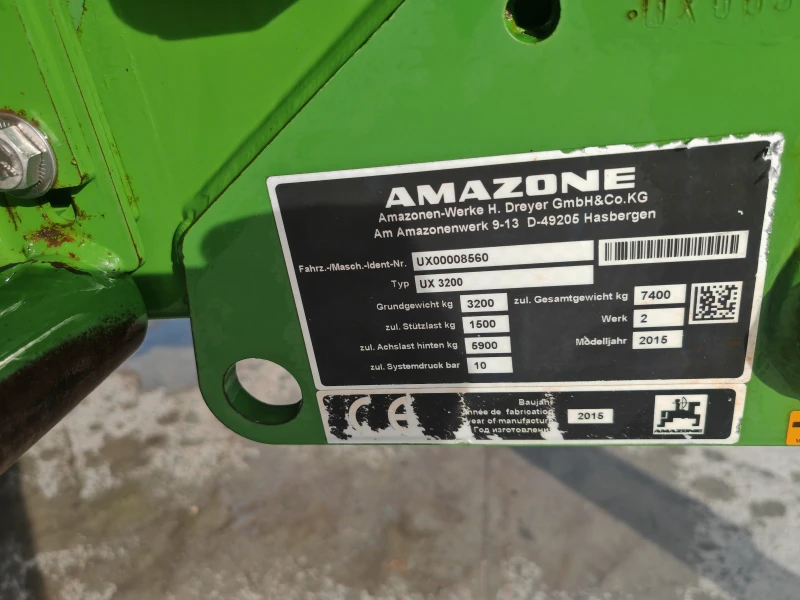 AMAZONE
Amazonen-Werke H. Dreyer GmbH&Co.KG
Am Amazonenwerk 9-13 D-49205 Hasbergen
Fahrz.-/Masch.-Ident-Nr. UX00008560
Typ UX 3200
Grundgewicht kg 3200 zul. Gesamtgewicht kg 7400
zul. Stützlast kg 1500 Werk 2
zul. Achslast hinten kg 5900 Modelljahr 2015
zul. Systemdruck bar 10
CE
Baujahr
année de fabrication 2015
year of manufacture
Год изготовления
AMAZONE